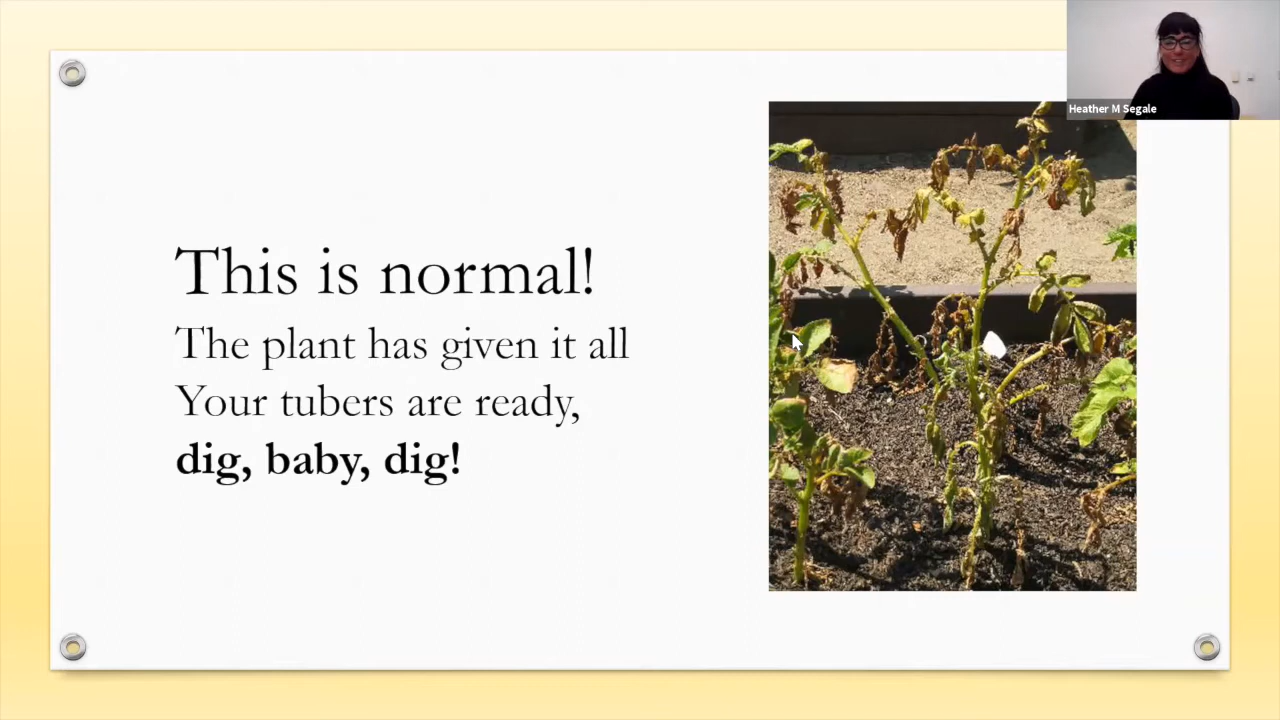 Heather M Segale
This is normal!
The plant has given it all
Your tubers are ready,
dig, baby, dig!